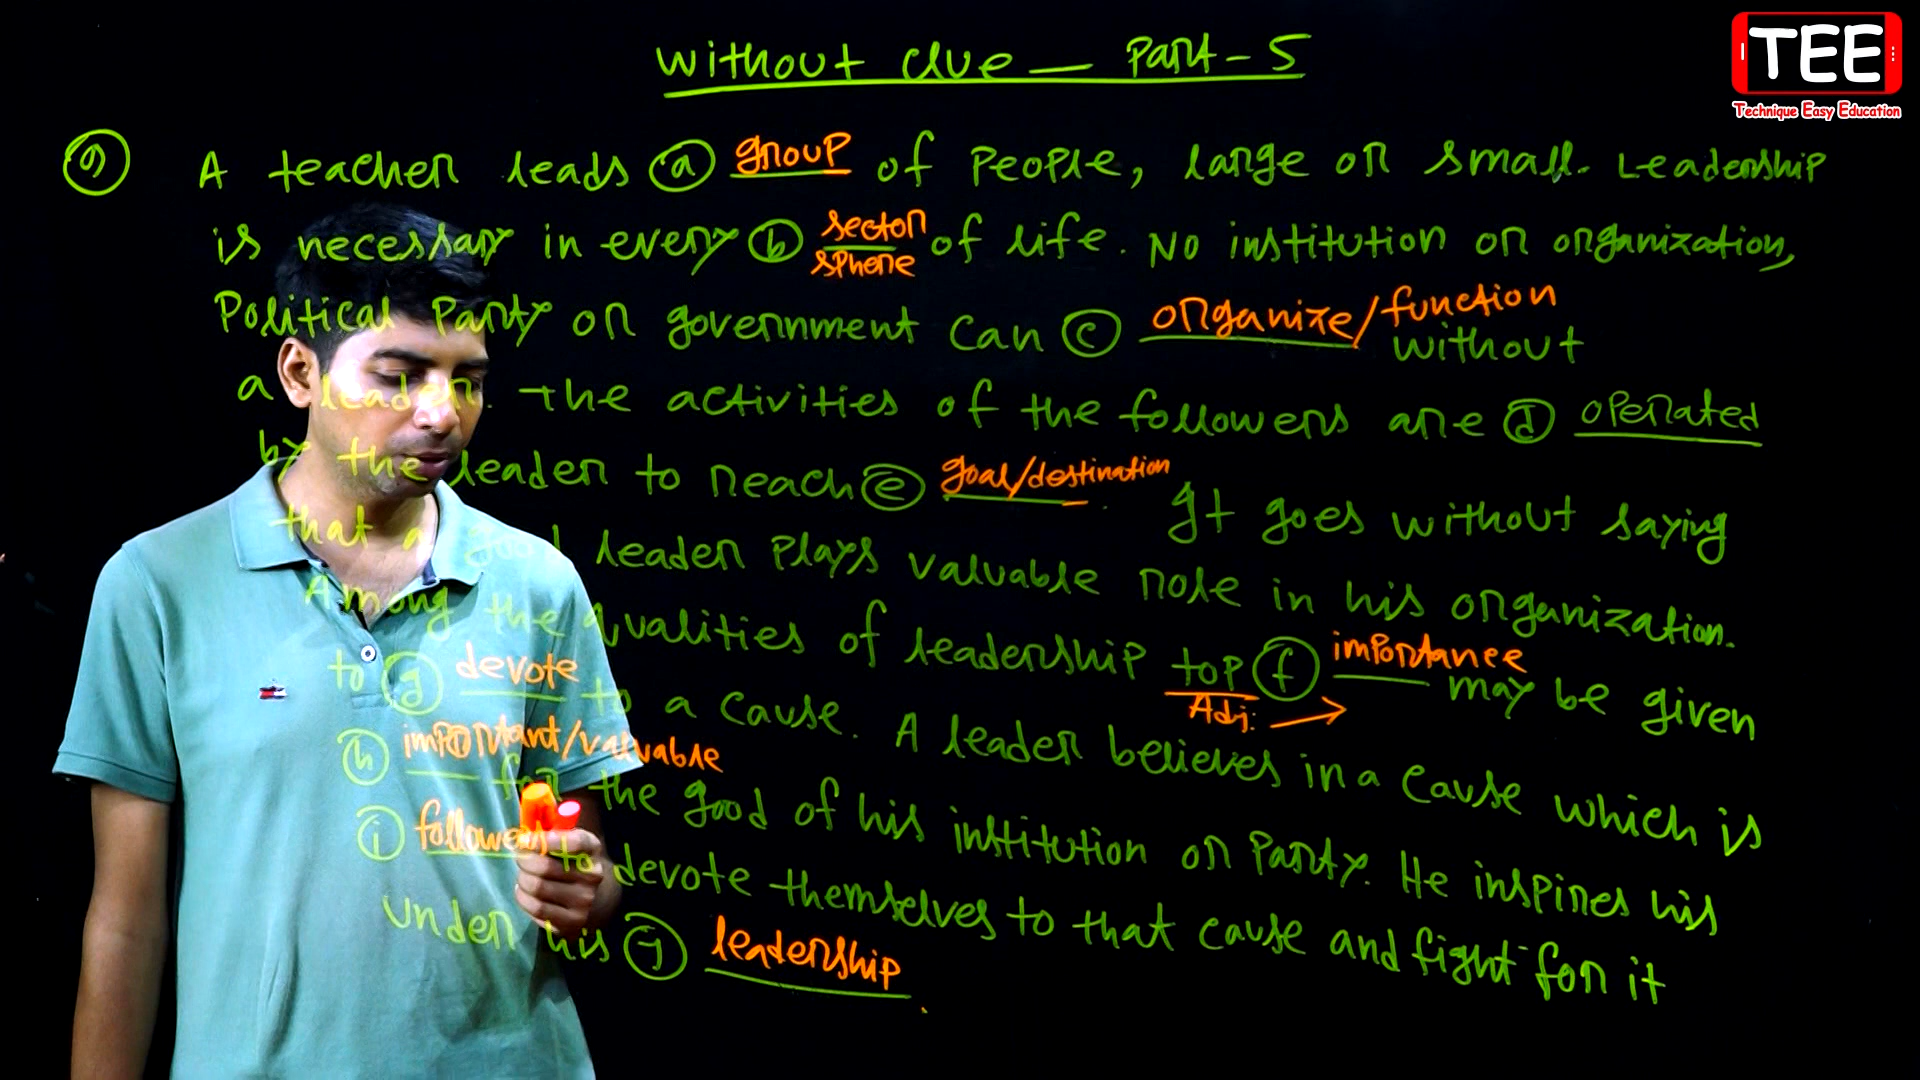 TEE
Technique Easy Education
Without clue — Part-5
A teacher leads (a) group of people, large or small. Leadership
is necessary in every (b) sector sphere of life. No institution or organization,
Political Party or government can (c) organize/function without
a leader. The activities of the followers are (d) operated
by the leader to reach (e) goal/destination. It goes without saying
that a good leader plays valuable role in his organization.
Among the qualities of leadership top (f) importance may be given
Adj:
to (g) devote to a cause. A leader believes in a cause which is
(h) important/valuable for the good of his institution or Party. He inspires his
(i) followers to devote themselves to that cause and fight for it
under his (j) leadership.